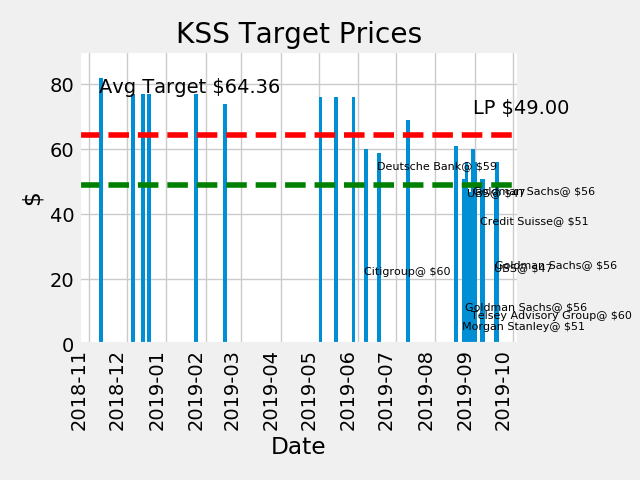 KSS Target Prices
Avg Target $64.36
LP $49.00
Deutsche Bank@ $59
Goldman Sachs@ $56
UBS@ $47
Credit Suisse@ $51
Goldman Sachs@ $56
UBS@ $47
Citigroup@ $60
Goldman Sachs@ $56
Telsey Advisory Group@ $60
Morgan Stanley@ $51
$
80
60
40
20
0
2018-11
2018-12
2019-01
2019-02
2019-03
2019-04
2019-05
2019-06
2019-07
2019-08
2019-09
2019-10
Date